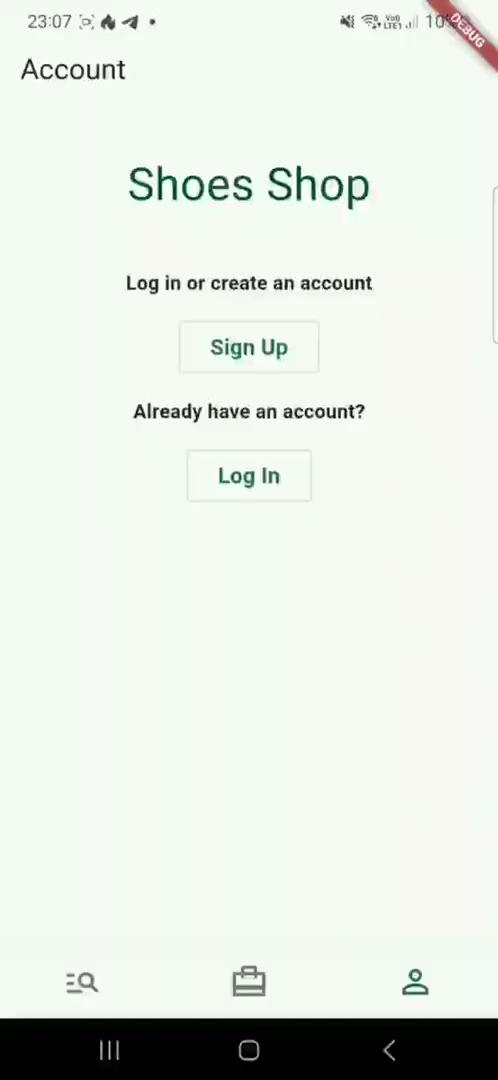 23:07
DEBUG
Account
Shoes Shop
Log in or create an account
Sign Up
Already have an account?
Log In